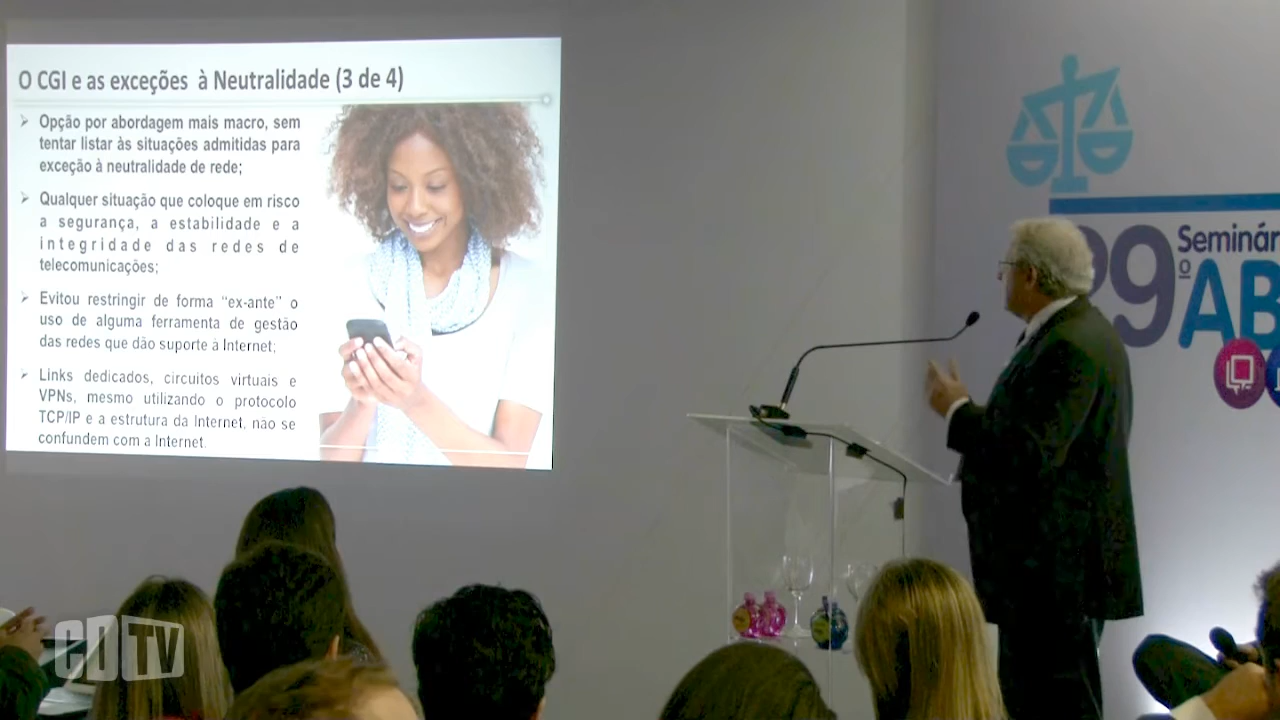 O CGI e as exceções à Neutralidade (3 de 4)
Opção por abordagem mais macro, sem
tentar listar às situações admitidas para
exceção à neutralidade de rede;
Qualquer situação que coloque em risco
a segurança, a estabilidade e a
integridade das redes de
telecomunicações;
Evitou restringir de forma “ex-ante” o
uso de alguma ferramenta de gestão
das redes que dão suporte à Internet;
Links dedicados, circuitos virtuais e
VPNs, mesmo utilizando o protocolo
TCP/IP e a estrutura da Internet, não se
confundem com a Internet.
29º Seminár
AB
CDTV